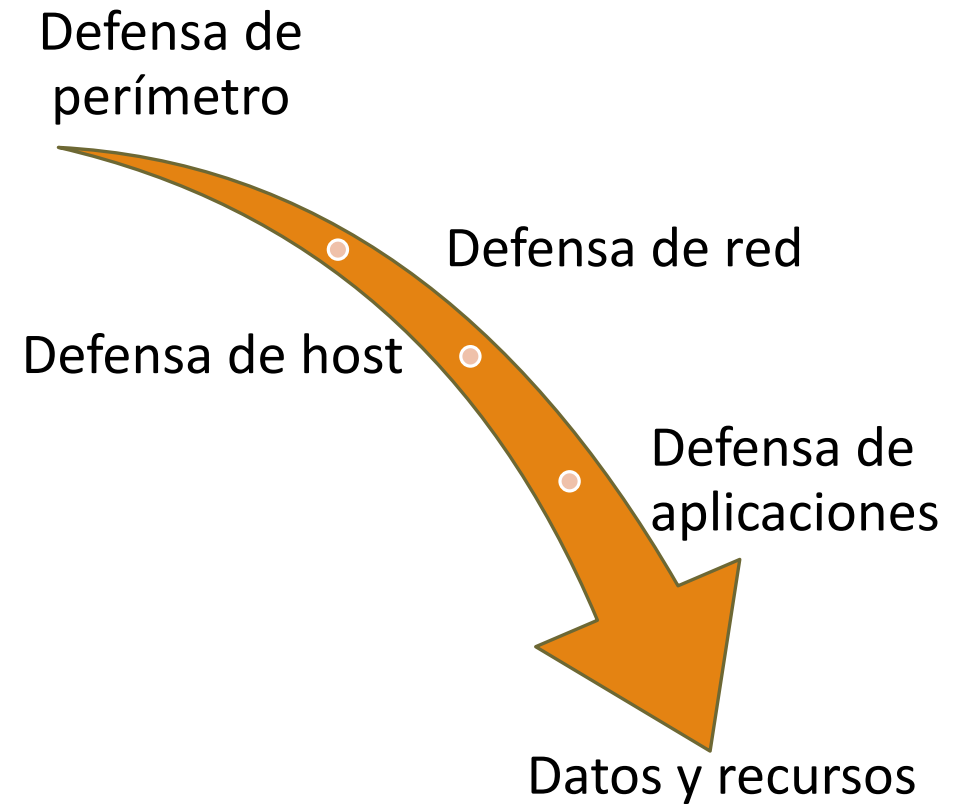 Defensa de
perímetro
Defensa de red
Defensa de host
Defensa de
aplicaciones
Datos y recursos